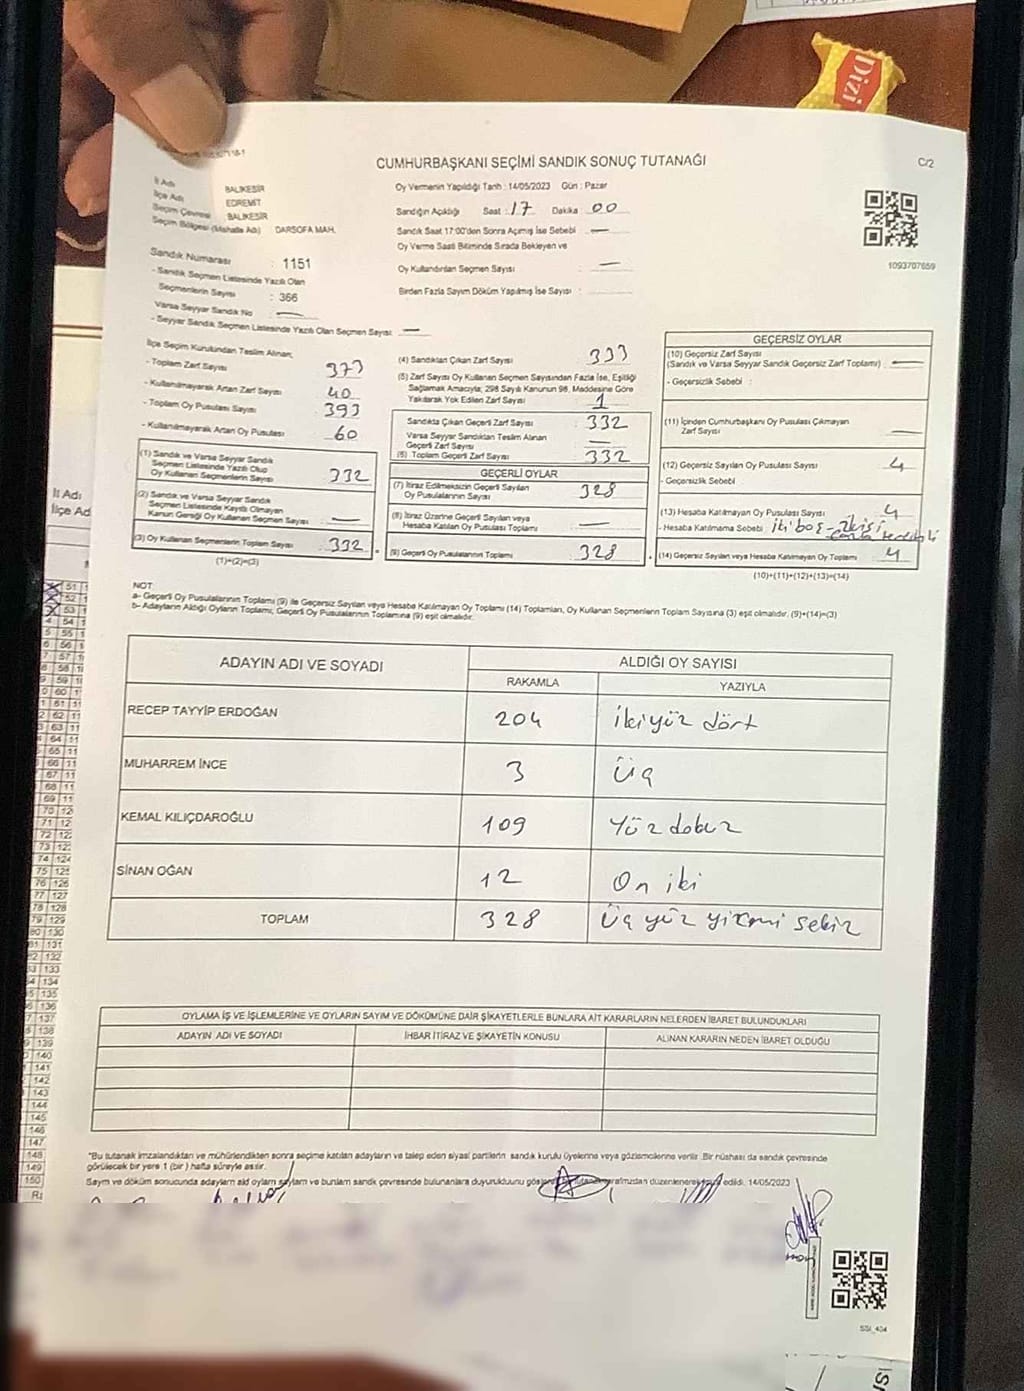 Dizi
CUMHURBAŞKANI SEÇİMİ SANDIK SONUÇ TUTANAĞI
C/2
İl Adı BALIKESİR
İlçe Adı EDREMİT
Seçim Çevresi BALIKESİR
Seçim Bölgesi (Mahalle Adı) DARSOFA MAH.
Sandık Numarası : 1151
- Sandık Seçmen Listesinde Yazılı Olan
Seçmenlerin Sayısı : 366
Varsa Seyyar Sandık No —
- Seyyar Sandık Seçmen Listesinde Yazılı Olan Seçmen Sayısı —
Oy Vermenin Yapıldığı Tarih : 14/05/2023 Gün : Pazar
Sandığın Açıldığı Saat : 17 Dakika 00
Sandık Saat 17:00'den Sonra Açılmış İse Sebebi —
Oy Verme Saati Bitiminde Sırada Bekleyen ve
Oy Kullandırılan Seçmen Sayısı : —
Birden Fazla Sayım Döküm Yapılmış İse Sayısı :
1093707659
İlçe Seçim Kurulundan Teslim Alınan;
- Toplam Zarf Sayısı 373
- Kullanılmayarak Artan Zarf Sayısı 40
- Toplam Oy Pusulası Sayısı 393
- Kullanılmayarak Artan Oy Pusulası 60
(1) Sandık ve Varsa Seyyar Sandık
Seçmen Listesinde Yazılı Olup
Oy Kullanan Seçmenlerin Sayısı 332
(2) Sandık ve Varsa Seyyar Sandık
Seçmen Listesinde Kayıtlı Olmayan
Kanun Gereği Oy Kullanan Seçmen Sayısı —
(3) Oy Kullanan Seçmenlerin Toplam Sayısı 332
(1)+(2)=(3)
(4) Sandıktan Çıkan Zarf Sayısı 333
(5) Zarf Sayısı Oy Kullanan Seçmen Sayısından Fazla İse, Eşitliği
Sağlamak Amacıyla; 298 Sayılı Kanunun 98. Maddesine Göre
Yakılarak Yok Edilen Zarf Sayısı 1
Sandıkta Çıkan Geçerli Zarf Sayısı 332
Varsa Seyyar Sandıktan Teslim Alınan
Geçerli Zarf Sayısı —
(6) Toplam Geçerli Zarf Sayısı 332
GEÇERLİ OYLAR
(7) İtiraz Edilmeksizin Geçerli Sayılan
Oy Pusulalarının Sayısı 328
(8) İtiraz Üzerine Geçerli Sayılan veya
Hesaba Katılan Oy Pusulası Toplamı —
(9) Geçerli Oy Pusulalarının Toplamı 328
GEÇERSİZ OYLAR
(10) Geçersiz Zarf Sayısı
(Sandık ve Varsa Seyyar Sandık Geçersiz Zarf Toplamı) : —
- Geçersizlik Sebebi :
(11) İçinden Cumhurbaşkanı Oy Pusulası Çıkmayan
Zarf Sayısı —
(12) Geçersiz Sayılan Oy Pusulası Sayısı 4
- Geçersizlik Sebebi
(13) Hesaba Katılmayan Oy Pusulası Sayısı 4
- Hesaba Katılmama Sebebi iki boş
(14) Geçersiz Sayılan veya Hesaba Katılmayan Oy Toplamı 4
(10)+(11)+(12)+(13)=(14)
NOT
a- Geçerli Oy Pusulalarının Toplamı (9) ile Geçersiz Sayılan veya Hesaba Katılmayan Oy Toplamı (14) Toplamları, Oy Kullanan Seçmenlerin Toplam Sayısına (3) eşit olmalıdır. (9)+(14)=(3)
b- Adayların Aldığı Oyların Toplamı, Geçerli Oy Pusulalarının Toplamına (9) eşit olmalıdır.
ADAYIN ADI VE SOYADI ALDIĞI OY SAYISI
RAKAMLA YAZIYLA
RECEP TAYYİP ERDOĞAN 204 ikiyüz dört
MUHARREM İNCE 3 üç
KEMAL KILIÇDAROĞLU 109 Yüz dokuz
SİNAN OĞAN 12 On iki
TOPLAM 328 üç yüz yirmi sekiz
OYLAMA İŞ VE İŞLEMLERİNE VE OYLARIN SAYIM VE DÖKÜMÜNE DAİR ŞİKAYETLERLE BUNLARA AİT KARARLARIN NELERDEN İBARET BULUNDUKLARI
ADAYIN ADI VE SOYADI İHBAR İTİRAZ VE ŞİKAYETİN KONUSU ALINAN KARARIN NEDEN İBARET OLDUĞU
"Bu tutanak imzalandıktan ve mühürlendikten sonra seçime katılan adayların ve talep eden siyasi partilerin sandık kurulu üyelerine veya gözlemcilerine verilir. Bir nüshası da sandık çevresinde
görülecek bir yere 1 (bir) hafta süreyle asılır.
Sayım ve döküm sonucunda adayların aldığı oyların sayısını ve bunların sandık çevresinde bulunanlara duyurulduğunu tarafımızdan düzenlenerek edildi. 14/05/2023
İl Adı
İlçe Ad
SSI_404